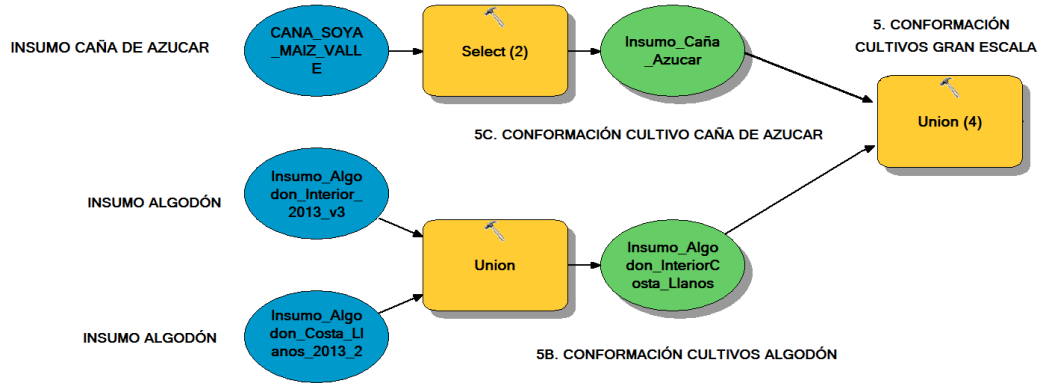 INSUMO CAÑA DE AZUCAR
CANA_SOYA
_MAIZ_VALL
E
Select (2)
Insumo_Caña
_Azucar
5. CONFORMACIÓN
CULTIVOS GRAN ESCALA
Union (4)
5C. CONFORMACIÓN CULTIVO CAÑA DE AZUCAR
INSUMO ALGODÓN
Insumo_Algo
don_Interior_
2013_v3
Union
Insumo_Algo
don_InteriorC
osta_Llanos
INSUMO ALGODÓN
Insumo_Algo
don_Costa_Ll
anos_2013_2
5B. CONFORMACIÓN CULTIVOS ALGODÓN